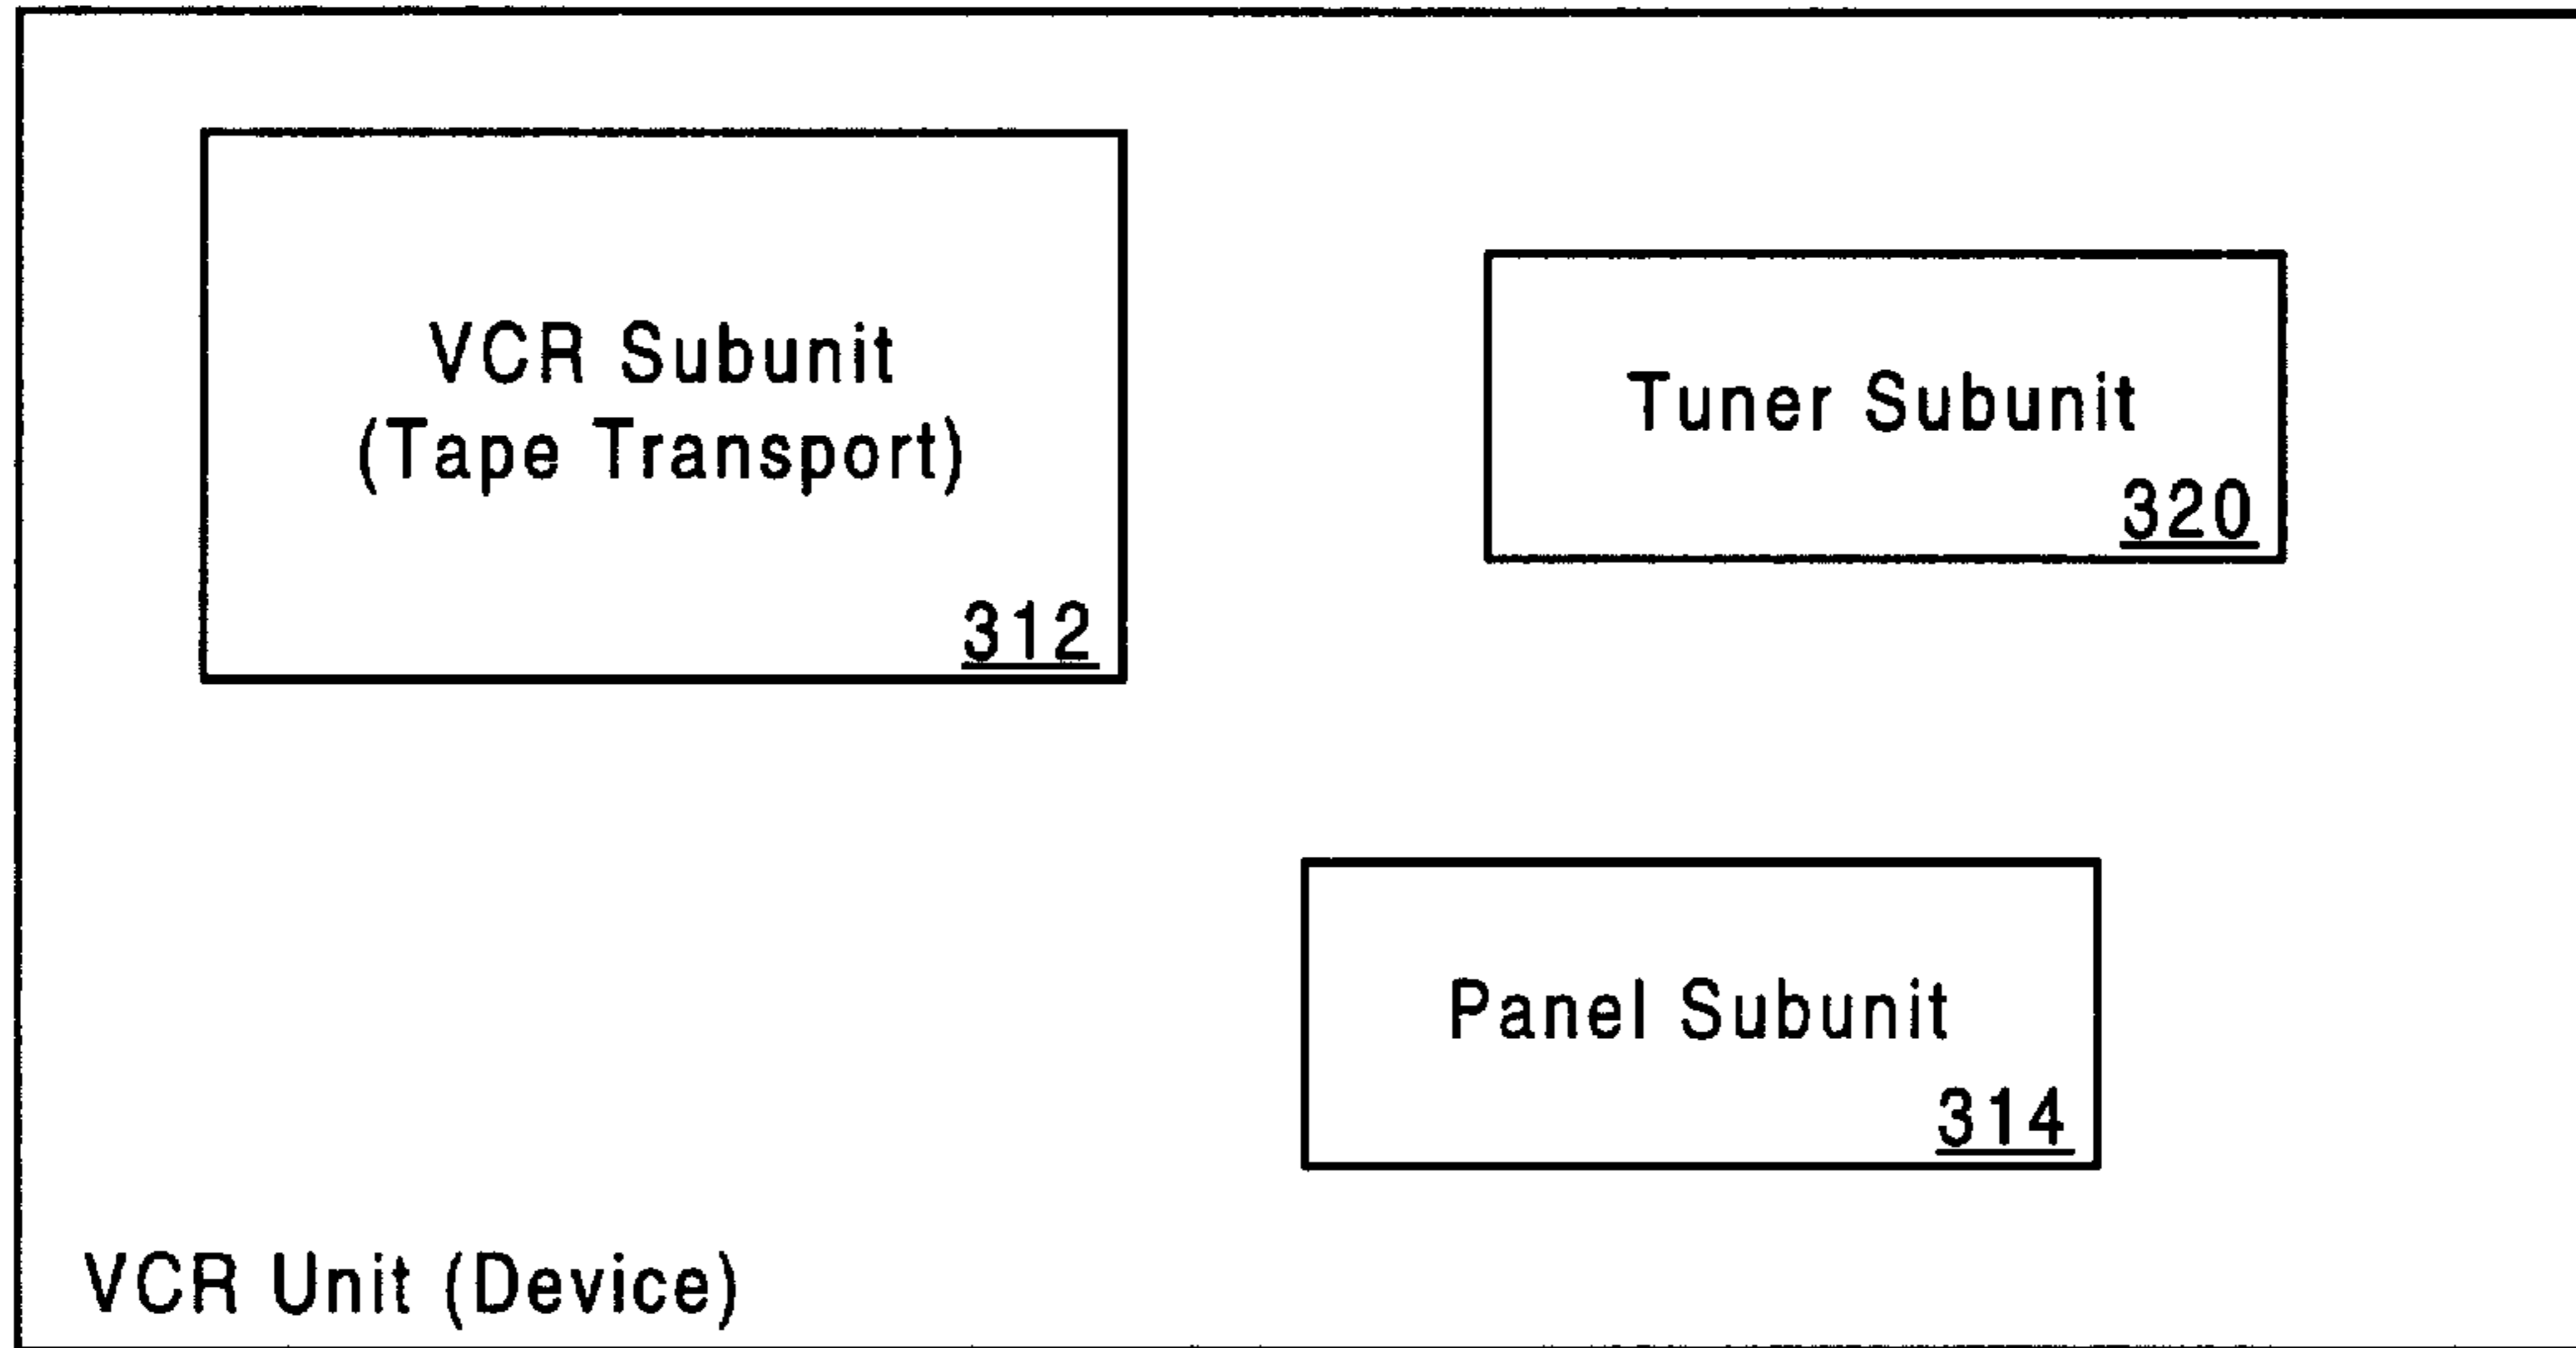 VCR Subunit
(Tape Transport)
312
Tuner Subunit
320
Panel Subunit
314
VCR Unit (Device)